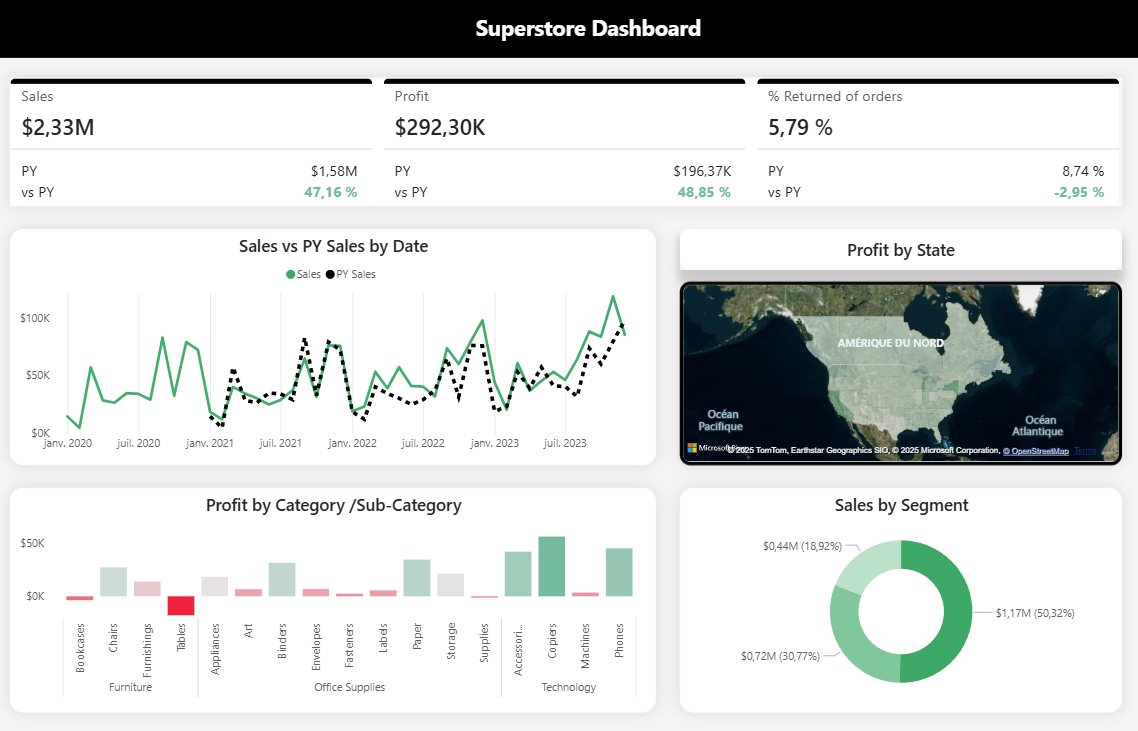 Superstore Dashboard
Sales
$2,33M
PY $1,58M
vs PY 47,16 %
Profit
$292,30K
PY $196,37K
vs PY 48,85 %
% Returned of orders
5,79 %
PY 8,74 %
vs PY -2,95 %
Sales vs PY Sales by Date
Sales PY Sales
$100K
$50K
$0K
janv. 2020 juil. 2020 janv. 2021 juil. 2021 janv. 2022 juil. 2022 janv. 2023 juil. 2023
Profit by State
AMÉRIQUE DU NORD
Océan
Pacifique
Océan
Atlantique
Microsoft Bing
© 2025 TomTom, Earthstar Geographics SIO, © 2025 Microsoft Corporation, © OpenStreetMap Terms
Profit by Category /Sub-Category
$50K
$0K
Bookcases
Chairs
Furnishings
Tables
Appliances
Art
Binders
Envelopes
Fasteners
Labels
Paper
Storage
Supplies
Accessori...
Copiers
Machines
Phones
Furniture Office Supplies Technology
Sales by Segment
$0,44M (18,92%)
$1,17M (50,32%)
$0,72M (30,77%)